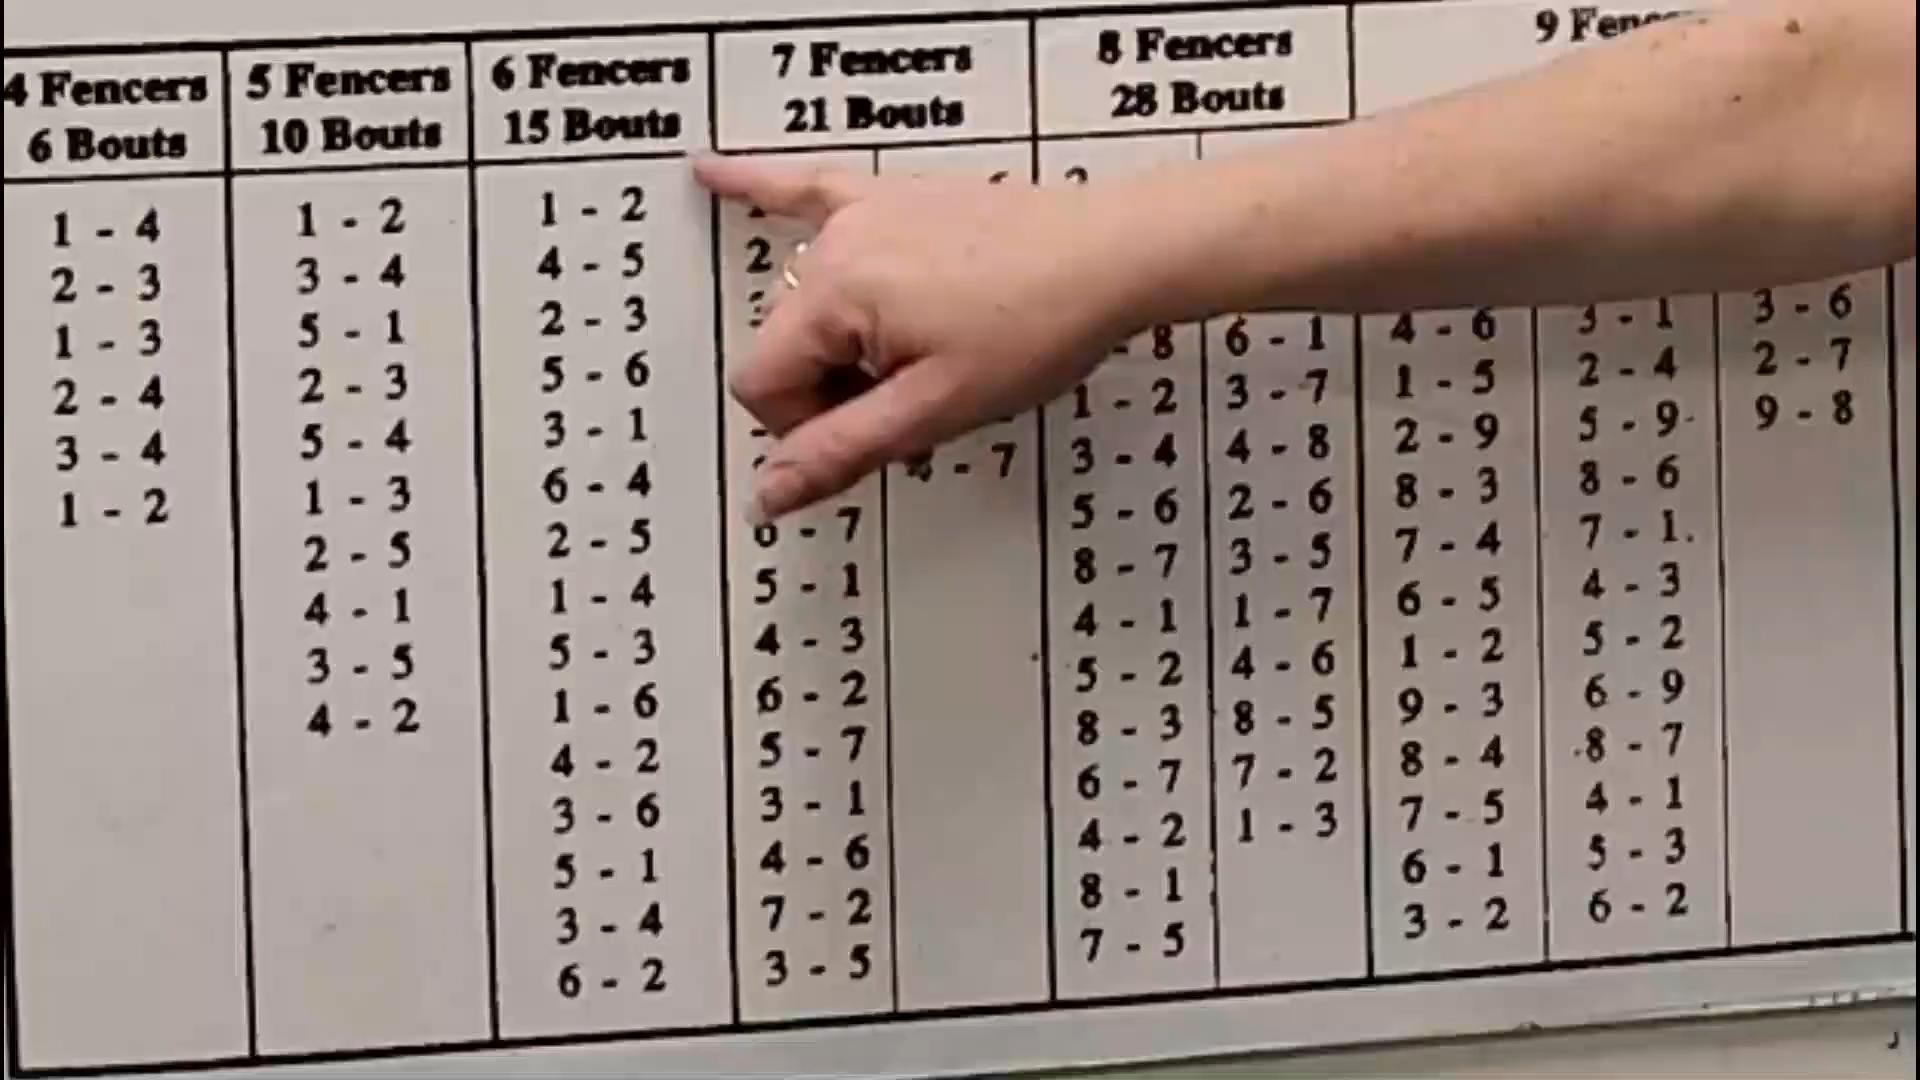 4 Fencers
6 Bouts
1 - 4
2 - 3
1 - 3
2 - 4
3 - 4
1 - 2
5 Fencers
10 Bouts
1 - 2
3 - 4
5 - 1
2 - 3
5 - 4
1 - 3
2 - 5
4 - 1
3 - 5
4 - 2
6 Fencers
15 Bouts
1 - 2
4 - 5
2 - 3
5 - 6
3 - 1
6 - 4
2 - 5
1 - 4
5 - 3
1 - 6
4 - 2
3 - 6
5 - 1
3 - 4
6 - 2
7 Fencers
21 Bouts
2
6 - 7
5 - 1
4 - 3
6 - 2
5 - 7
3 - 1
4 - 6
7 - 2
3 - 5
- 7
8 Fencers
28 Bouts
- 8
1 - 2
3 - 4
5 - 6
8 - 7
4 - 1
5 - 2
8 - 3
6 - 7
4 - 2
8 - 1
7 - 5
6 - 1
3 - 7
4 - 8
2 - 6
3 - 5
1 - 7
4 - 6
8 - 5
7 - 2
1 - 3
9
4 - 6
1 - 5
2 - 9
8 - 3
7 - 4
6 - 5
1 - 2
9 - 3
8 - 4
7 - 5
6 - 1
3 - 2
3 - 1
2 - 4
5 - 9
8 - 6
7 - 1
4 - 3
5 - 2
6 - 9
8 - 7
4 - 1
5 - 3
6 - 2
3 - 6
2 - 7
9 - 8